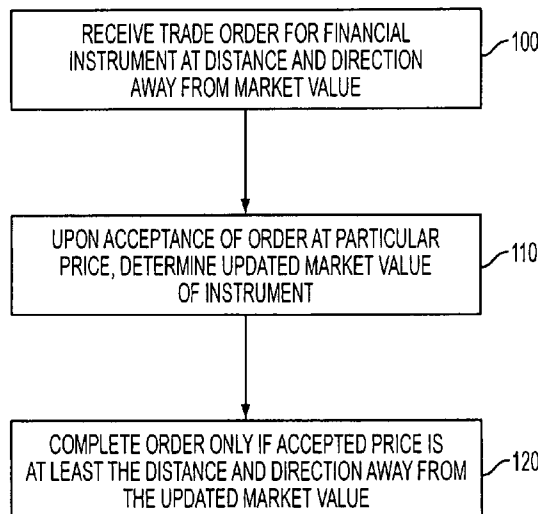 RECEIVE TRADE ORDER FOR FINANCIAL
INSTRUMENT AT DISTANCE AND DIRECTION
AWAY FROM MARKET VALUE
100
UPON ACCEPTANCE OF ORDER AT PARTICULAR
PRICE, DETERMINE UPDATED MARKET VALUE
OF INSTRUMENT
110
COMPLETE ORDER ONLY IF ACCEPTED PRICE IS
AT LEAST THE DISTANCE AND DIRECTION AWAY FROM
THE UPDATED MARKET VALUE
120